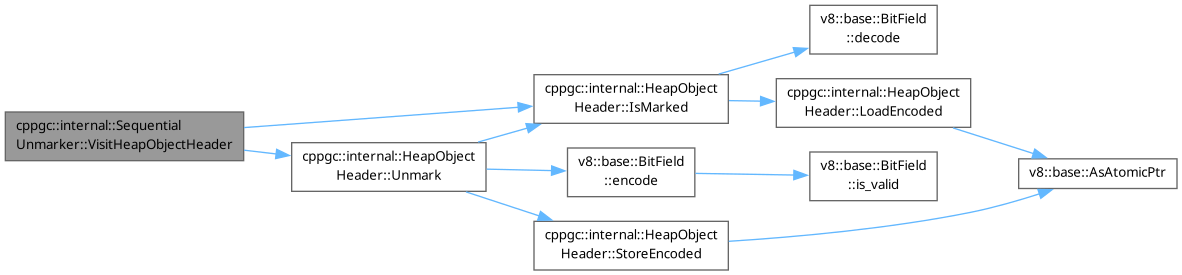 cppgc::internal::Sequential
Unmarker::VisitHeapObjectHeader
cppgc::internal::HeapObject
Header::Unmark
cppgc::internal::HeapObject
Header::IsMarked
v8::base::BitField
::encode
cppgc::internal::HeapObject
Header::StoreEncoded
v8::base::BitField
::decode
cppgc::internal::HeapObject
Header::LoadEncoded
v8::base::BitField
::is_valid
v8::base::AsAtomicPtr